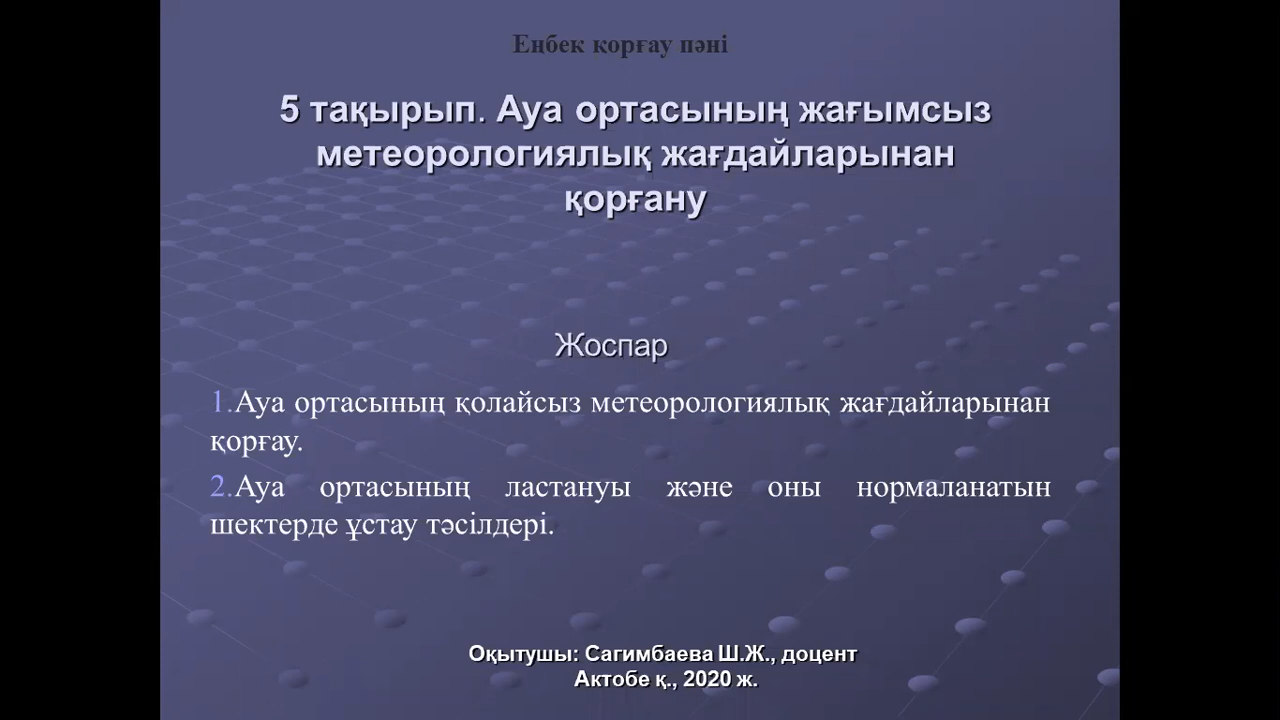 Еңбек қорғау пәні
5 тақырып. Ауа ортасының жағымсыз
метеорологиялық жағдайларынан
қорғану
Жоспар
1.Ауа ортасының қолайсыз метеорологиялық жағдайларынан
қорғау.
2.Ауа ортасының ластануы және оны нормаланатын
шектерде ұстау тәсілдері.
Оқытушы: Сагимбаева Ш.Ж., доцент
Актобе қ., 2020 ж.